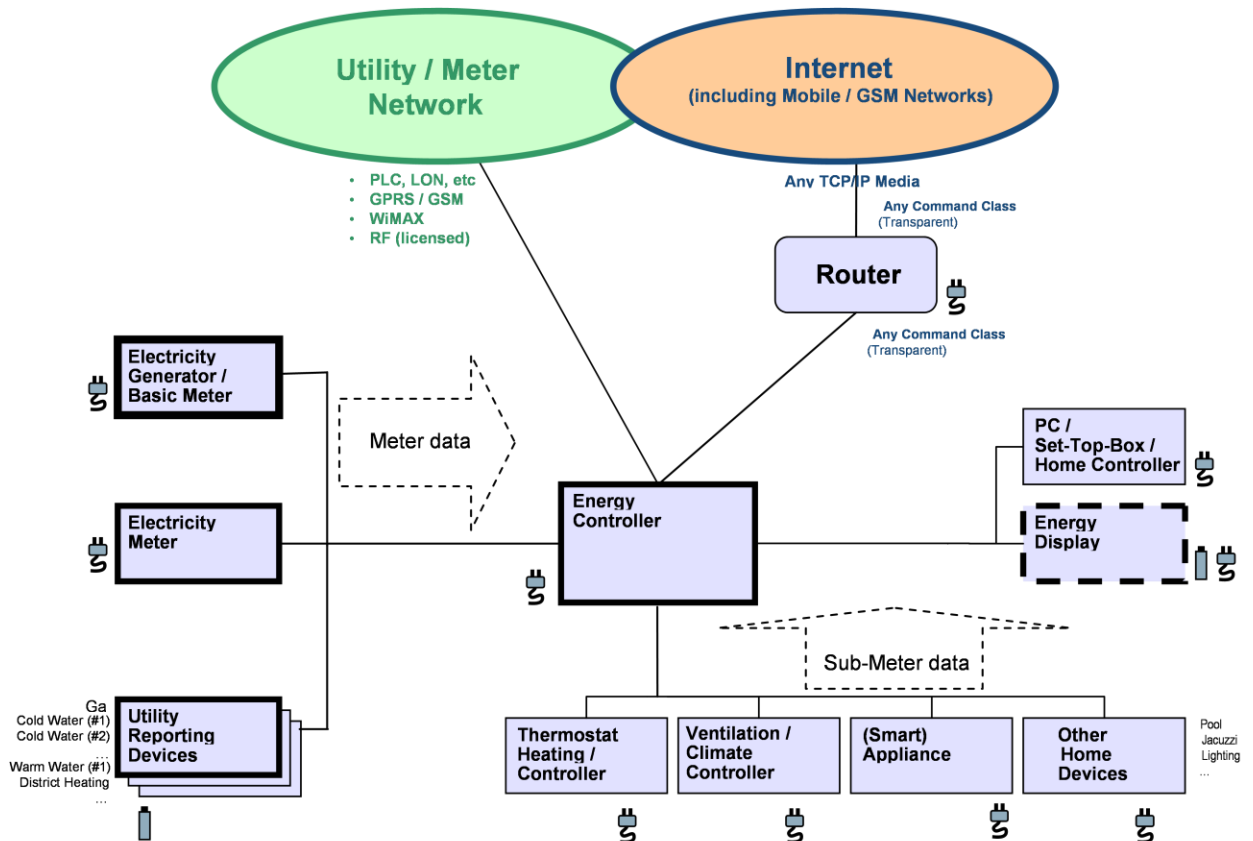 Utility / Meter
Network
Internet
(including Mobile / GSM Networks)
• PLC, LON, etc
• GPRS / GSM
• WiMAX
• RF (licensed)
Any TCP/IP Media
Any Command Class
(Transparent)
Router
Any Command Class
(Transparent)
Electricity
Generator /
Basic Meter
Meter data
PC /
Set-Top-Box /
Home Controller
Electricity
Meter
Energy
Controller
Energy
Display
Sub-Meter data
Ga
Cold Water (#1)
Cold Water (#2)
...
Warm Water (#1)
District Heating
...
Utility
Reporting
Devices
Thermostat
Heating /
Controller
Ventilation /
Climate
Controller
(Smart)
Appliance
Other
Home
Devices
Pool
Jacuzzi
Lighting
...